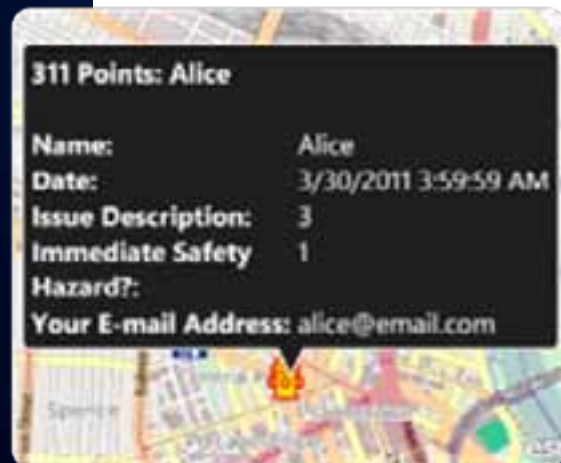 311 Points: Alice
Name: Alice
Date: 3/30/2011 3:59:59 AM
Issue Description: 3
Immediate Safety 1
Hazard?:
Your E-mail Address: alice@email.com
Spence